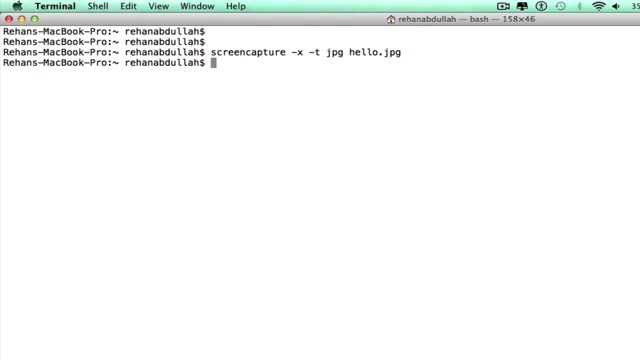 Terminal Shell Edit View Window Help
rehanabdullah — bash — 158×46
Rehans-MacBook-Pro:~ rehanabdullah$
Rehans-MacBook-Pro:~ rehanabdullah$
Rehans-MacBook-Pro:~ rehanabdullah$ screencapture -x -t jpg hello.jpg
Rehans-MacBook-Pro:~ rehanabdullah$